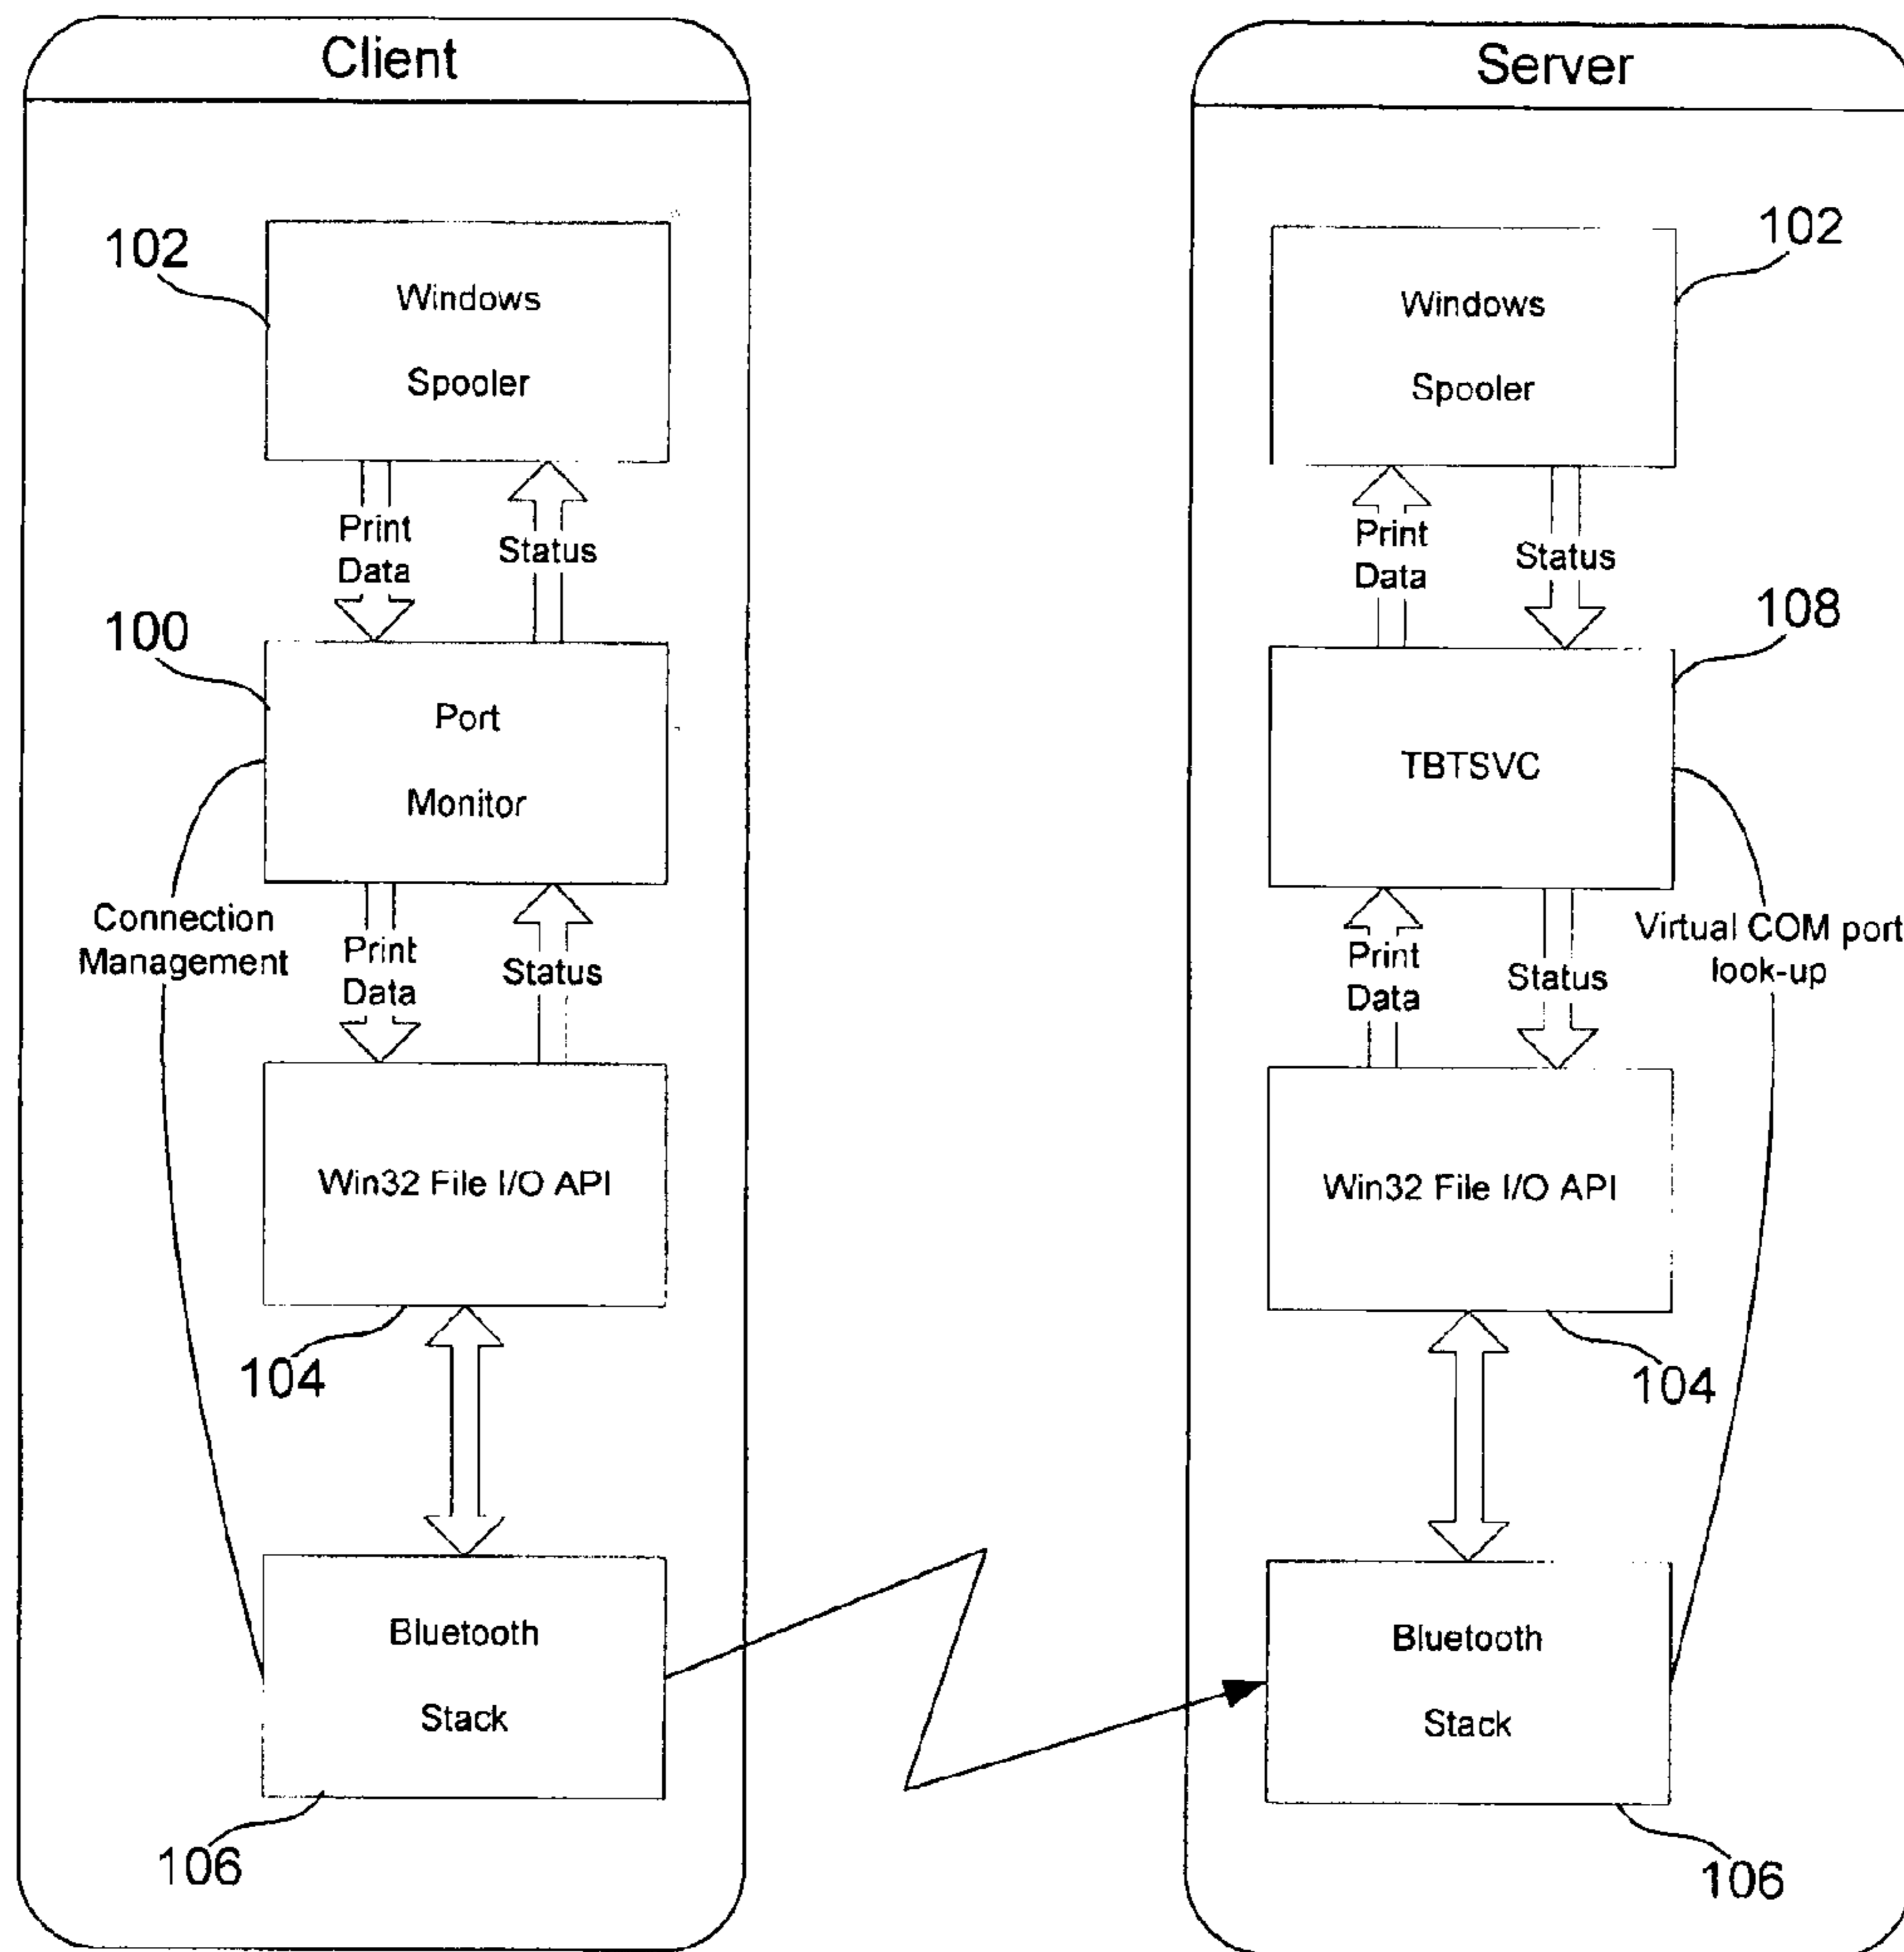 Client
102
Windows
Spooler
Print
Data
Status
100
Port
Monitor
Connection
Management
Print
Data
Status
Win32 File I/O API
104
Bluetooth
Stack
106
Server
102
Windows
Spooler
Print
Data
Status
108
TBTSVC
Virtual COM port
look-up
Print
Data
Status
Win32 File I/O API
104
Bluetooth
Stack
106